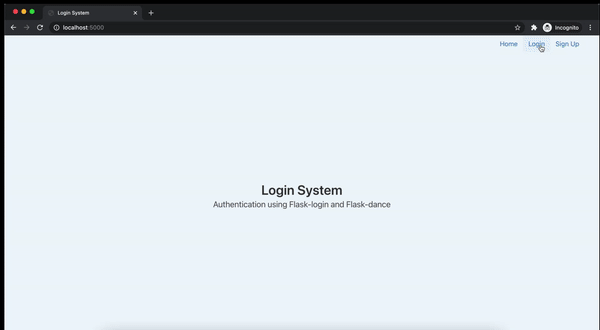 Login System
localhost:5000
Incognito
Home Login Sign Up
Login System
Authentication using Flask-login and Flask-dance